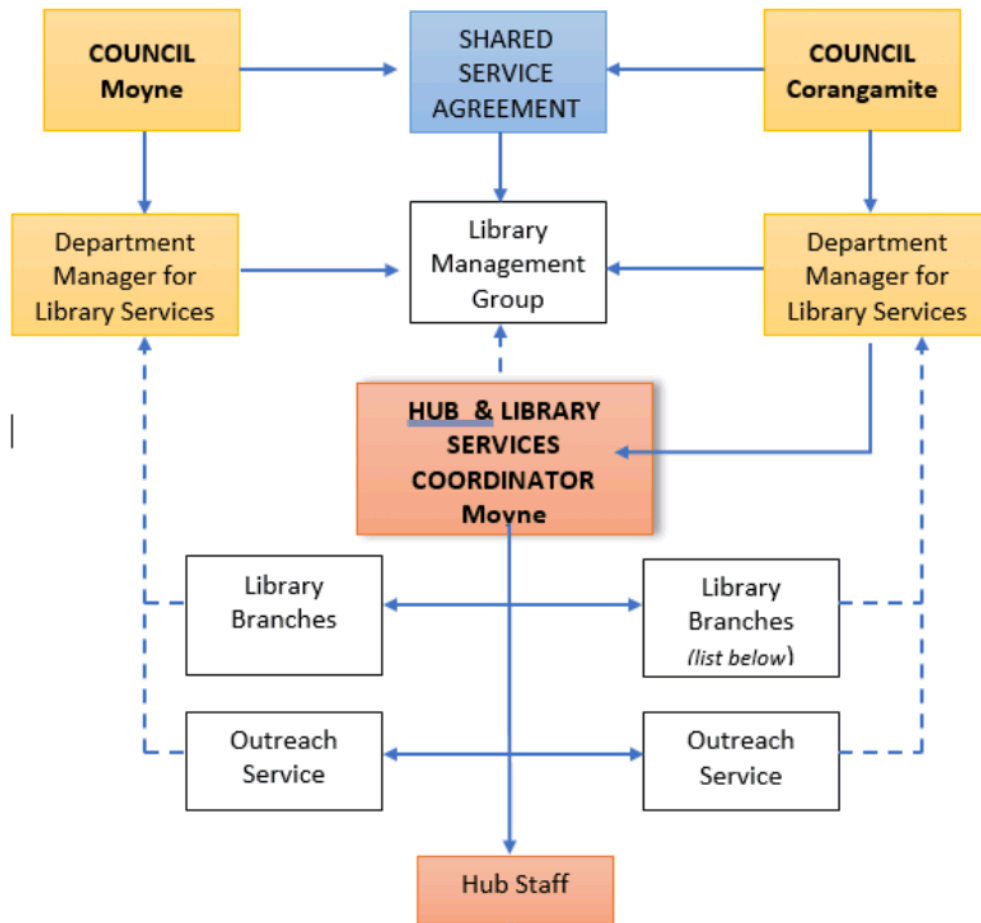 COUNCIL
Moyne
SHARED
SERVICE
AGREEMENT
COUNCIL
Corangamite
Department
Manager for
Library Services
Library
Management
Group
Department
Manager for
Library Services
HUB & LIBRARY
SERVICES
COORDINATOR
Moyne
Library
Branches
Library
Branches
(list below)
Outreach
Service
Outreach
Service
Hub Staff